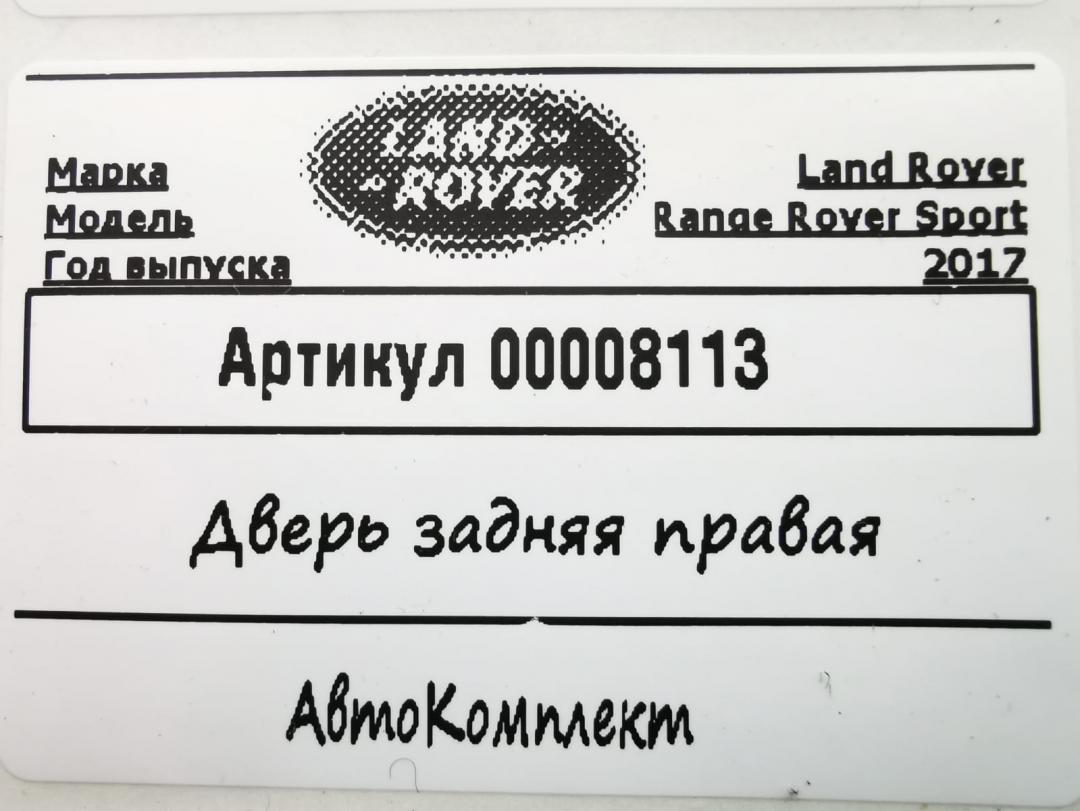 LAND-
-ROVER
Марка Land Rover
Модель Range Rover Sport
Год выпуска 2017
Артикул 00008113
Дверь задняя правая
АвтоКомплект